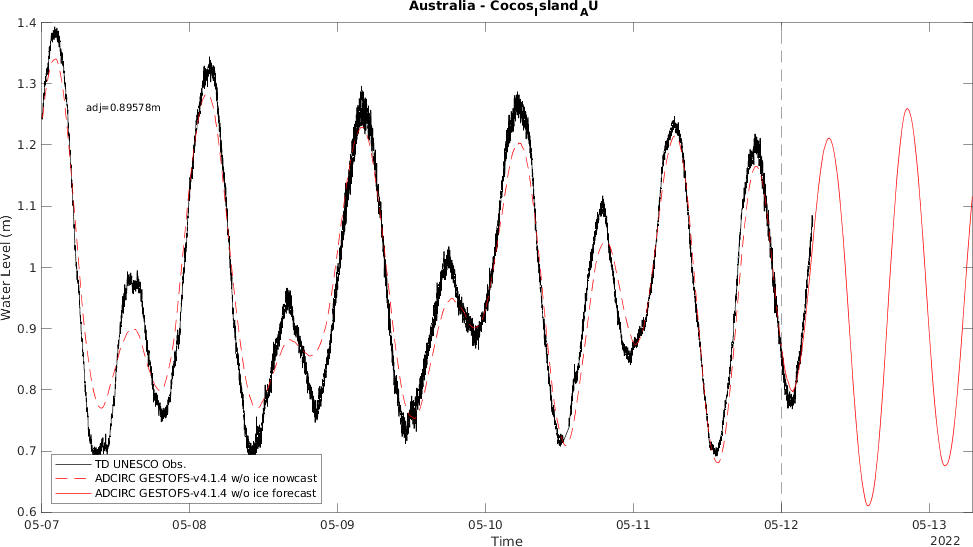 Australia - Cocos_Island_AU
1.4
1.3
adj=0.89578m
1.2
1.1
1
Water Level (m)
0.9
0.8
0.7
TD UNESCO Obs.
ADCIRC GESTOFS-v4.1.4 w/o ice nowcast
ADCIRC GESTOFS-v4.1.4 w/o ice forecast
0.6
05-07 05-08 05-09 05-10 05-11 05-12 05-13
Time
2022